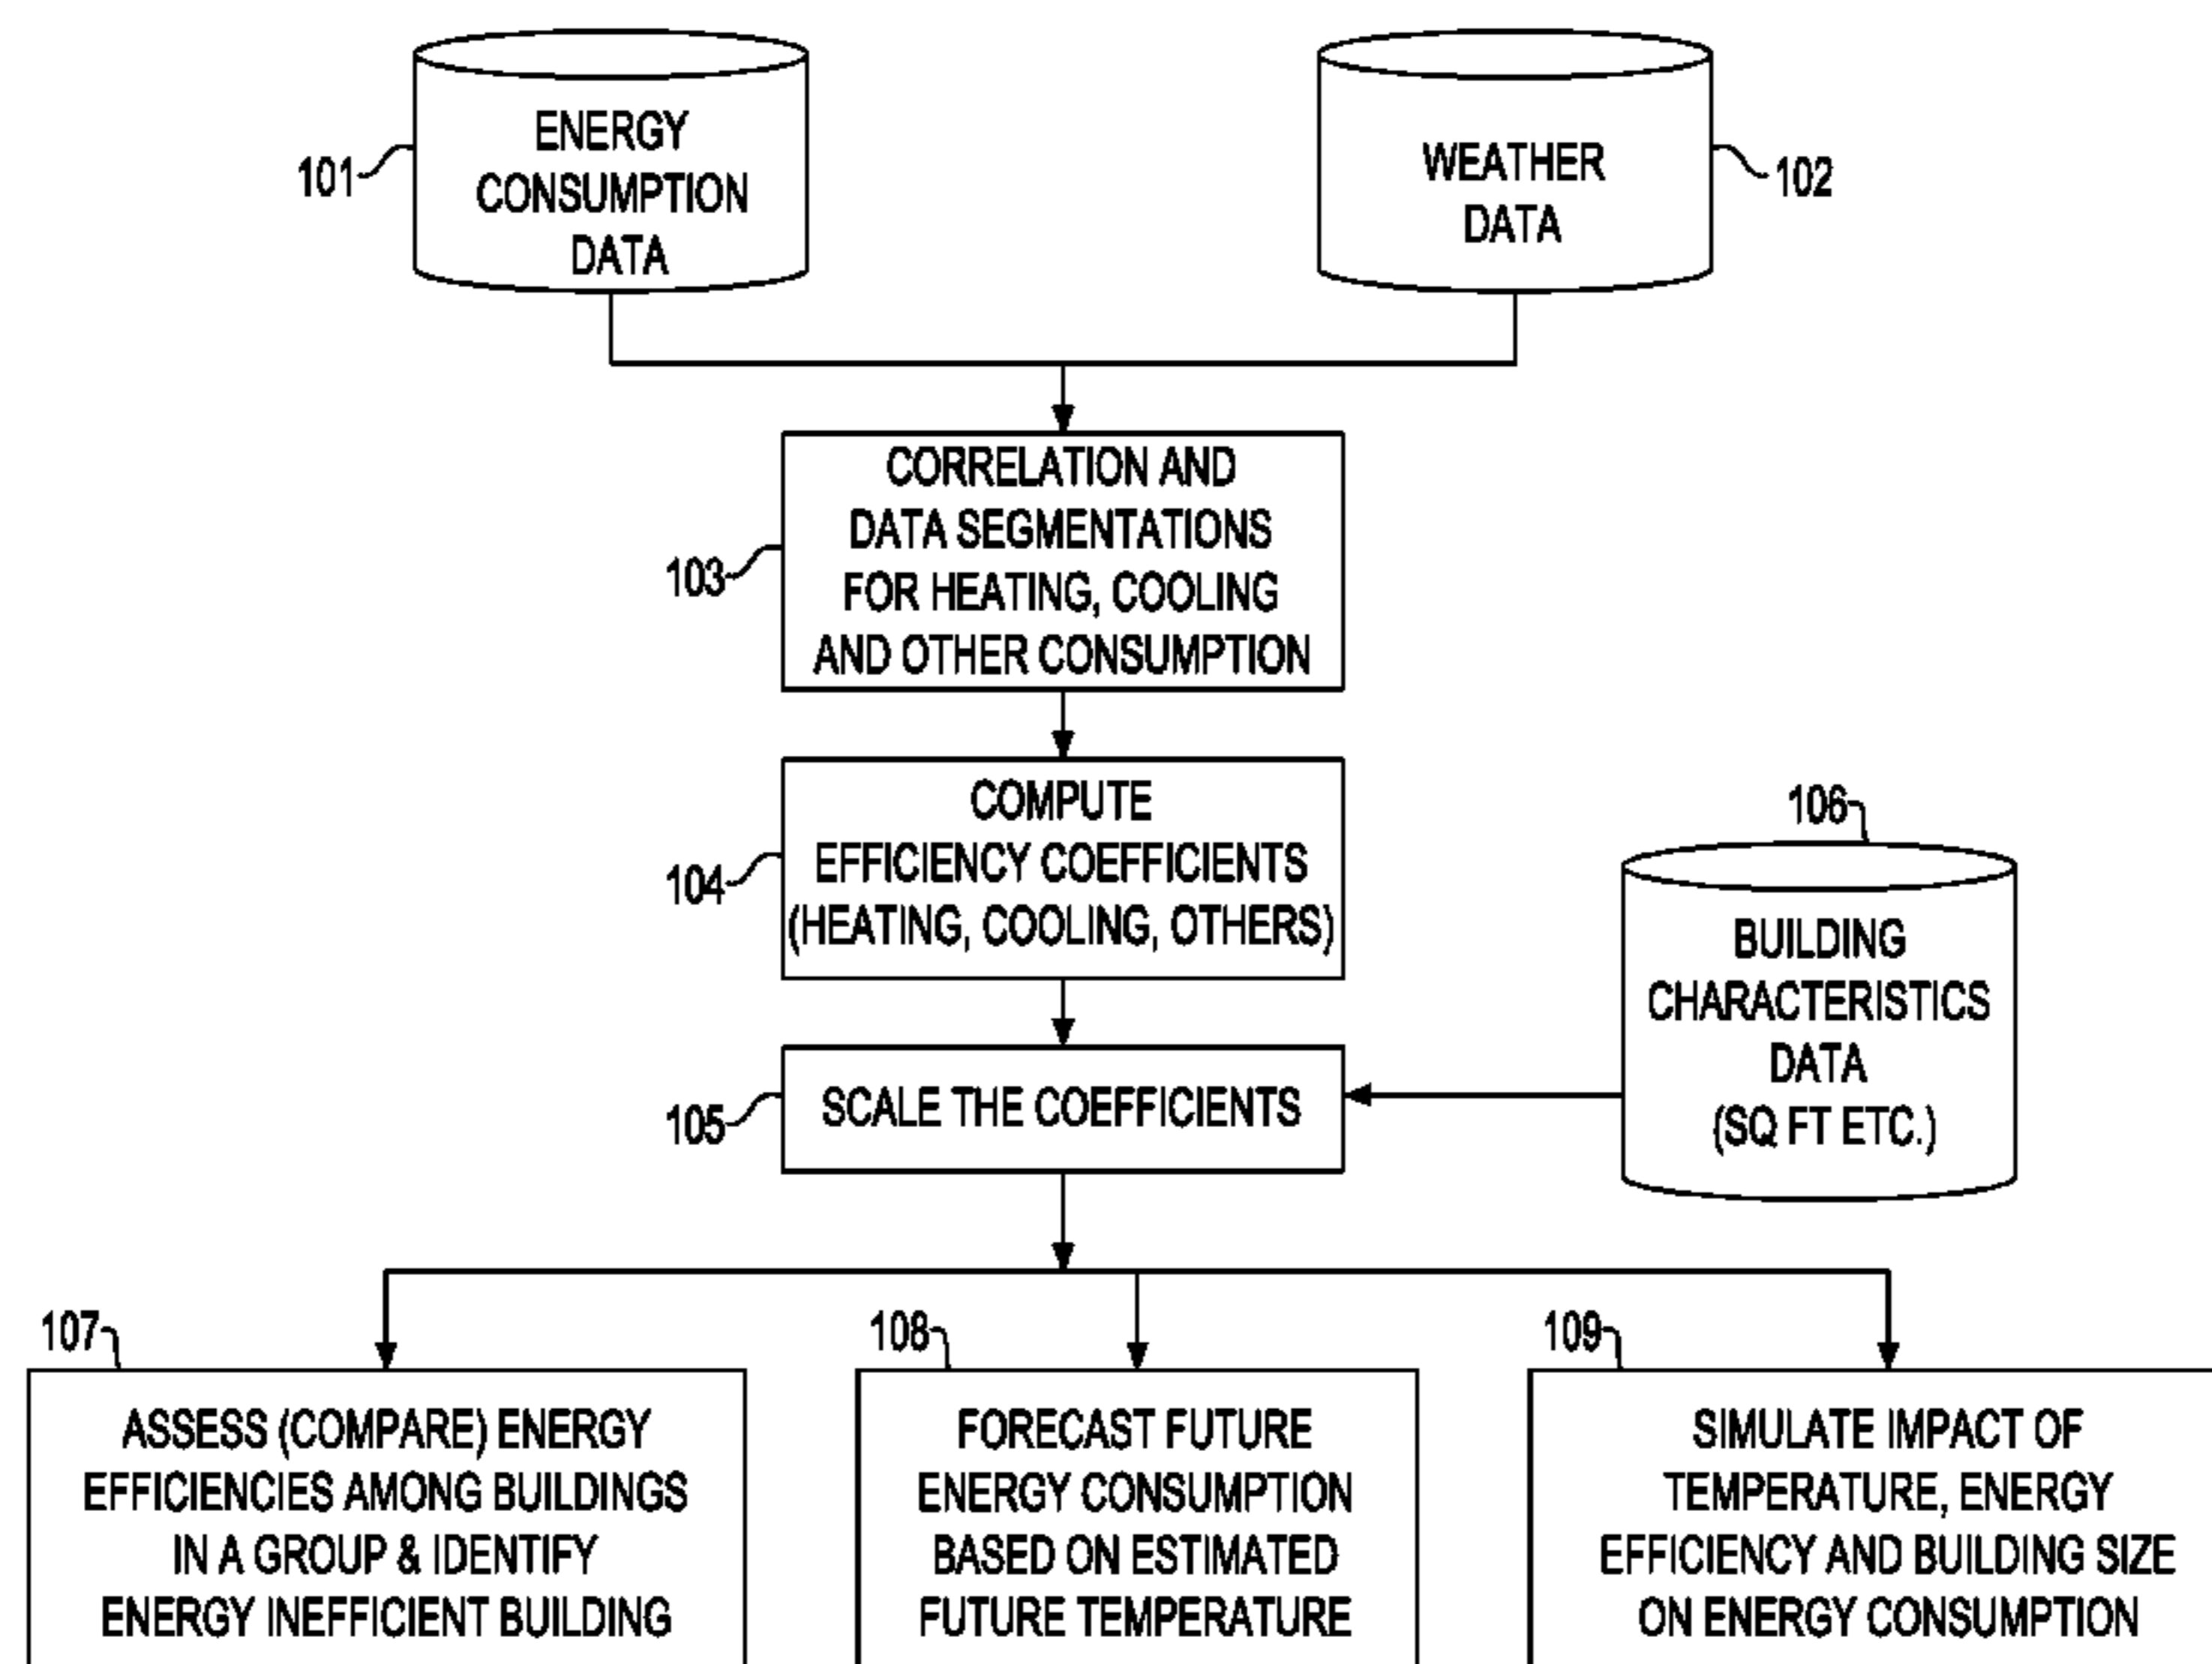 ENERGY
CONSUMPTION
DATA
101
WEATHER
DATA
102
CORRELATION AND
DATA SEGMENTATIONS
FOR HEATING, COOLING
AND OTHER CONSUMPTION
103
COMPUTE
EFFICIENCY COEFFICIENTS
(HEATING, COOLING, OTHERS)
104
106
BUILDING
CHARACTERISTICS
DATA
(SQ FT ETC.)
SCALE THE COEFFICIENTS
105
107
ASSESS (COMPARE) ENERGY
EFFICIENCIES AMONG BUILDINGS
IN A GROUP & IDENTIFY
ENERGY INEFFICIENT BUILDING
108
FORECAST FUTURE
ENERGY CONSUMPTION
BASED ON ESTIMATED
FUTURE TEMPERATURE
109
SIMULATE IMPACT OF
TEMPERATURE, ENERGY
EFFICIENCY AND BUILDING SIZE
ON ENERGY CONSUMPTION